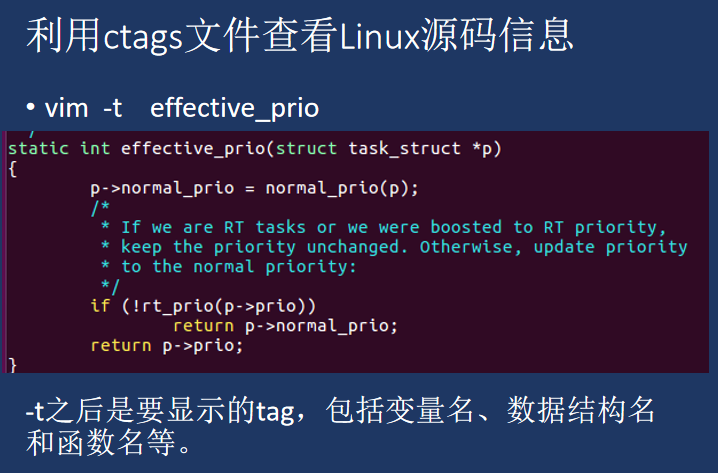 利用ctags文件查看Linux源码信息
• vim -t effective_prio
*/
static int effective_prio(struct task_struct *p)
{
        p->normal_prio = normal_prio(p);
        /*
         * If we are RT tasks or we were boosted to RT priority,
         * keep the priority unchanged. Otherwise, update priority
         * to the normal priority:
         */
        if (!rt_prio(p->prio))
                return p->normal_prio;
        return p->prio;
}
-t之后是要显示的tag，包括变量名、数据结构名
和函数名等。